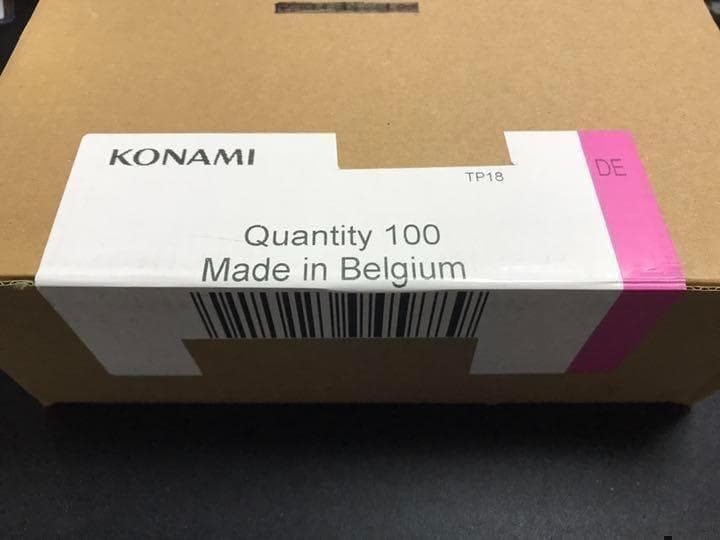 KONAMI
TP18
DE
Quantity 100
Made in Belgium